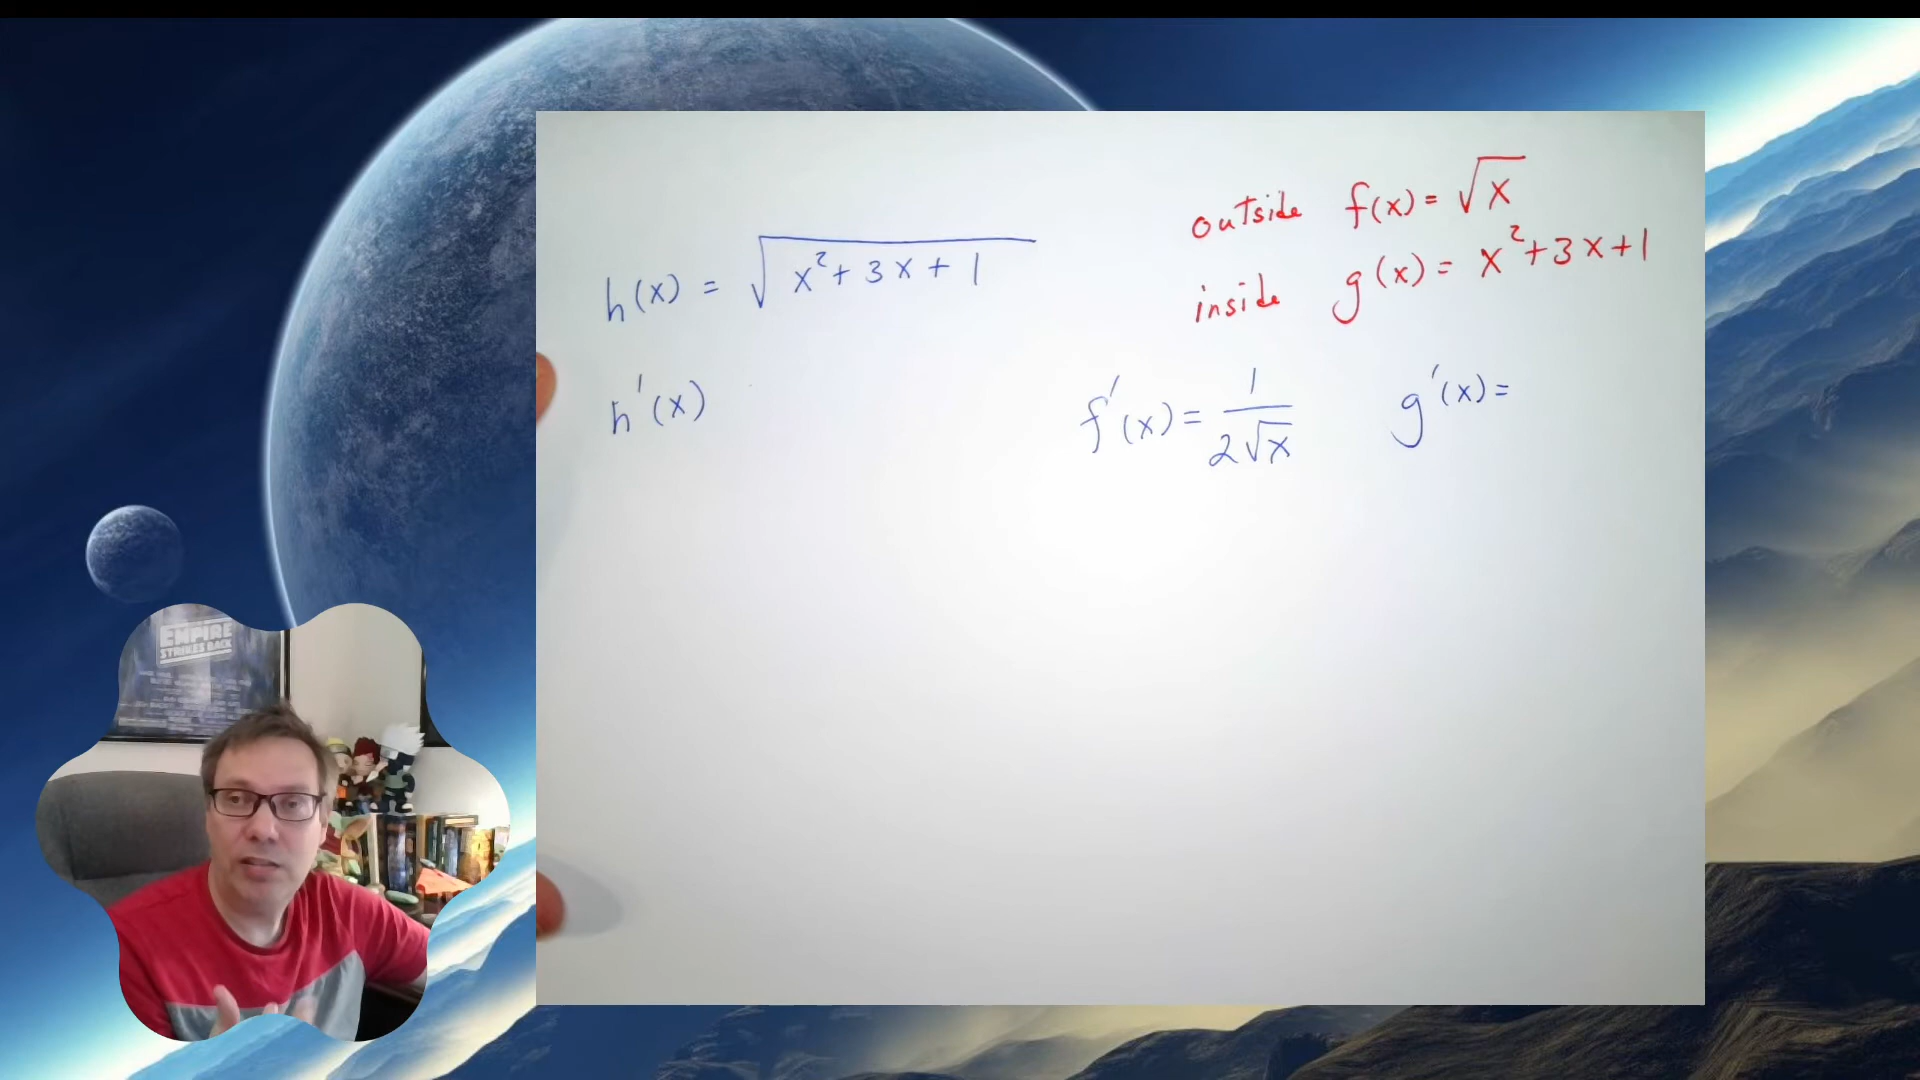 outside f(x) = √x
h(x) = √(x² + 3x + 1)
inside g(x) = x² + 3x + 1
h'(x)
f'(x) = 1/(2√x)
g'(x) =
EMPIRE
STRIKES BACK